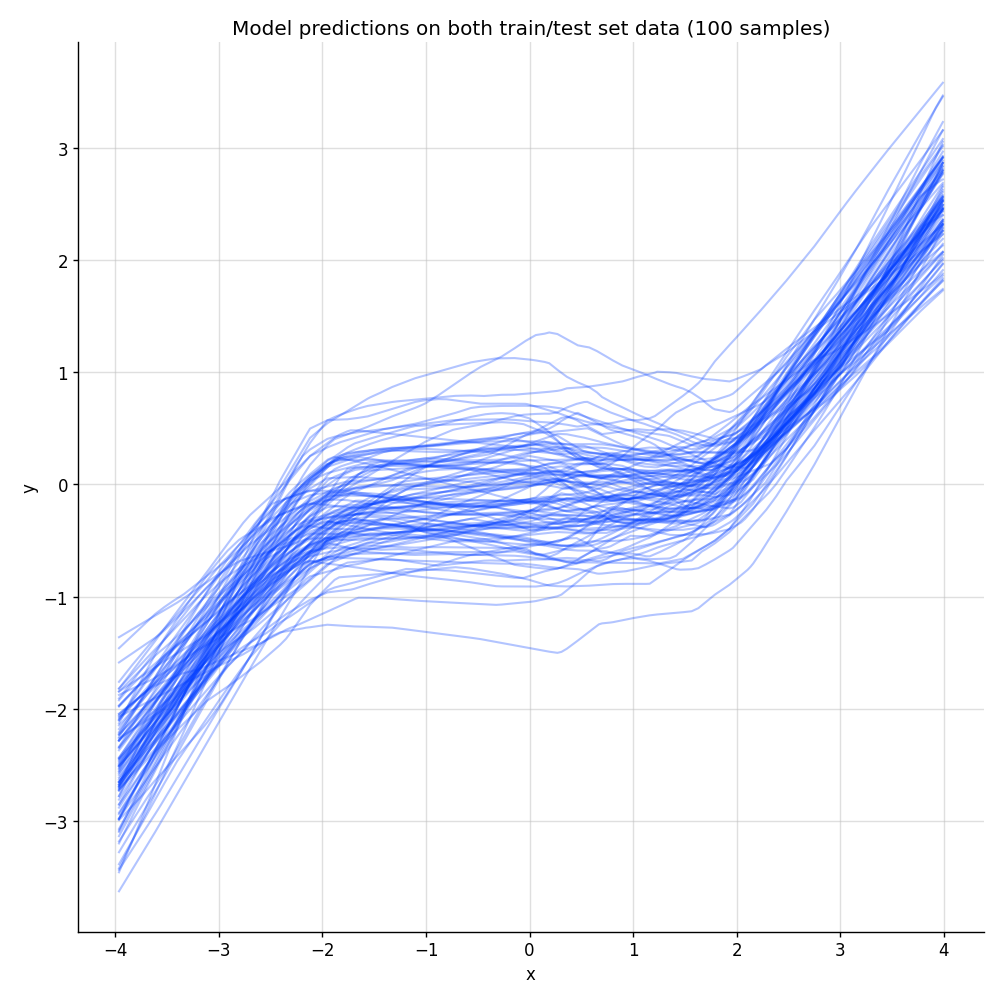 Model predictions on both train/test set data (100 samples)
3
2
1
0
−1
−2
−3
y
−4 −3 −2 −1 0 1 2 3 4
x